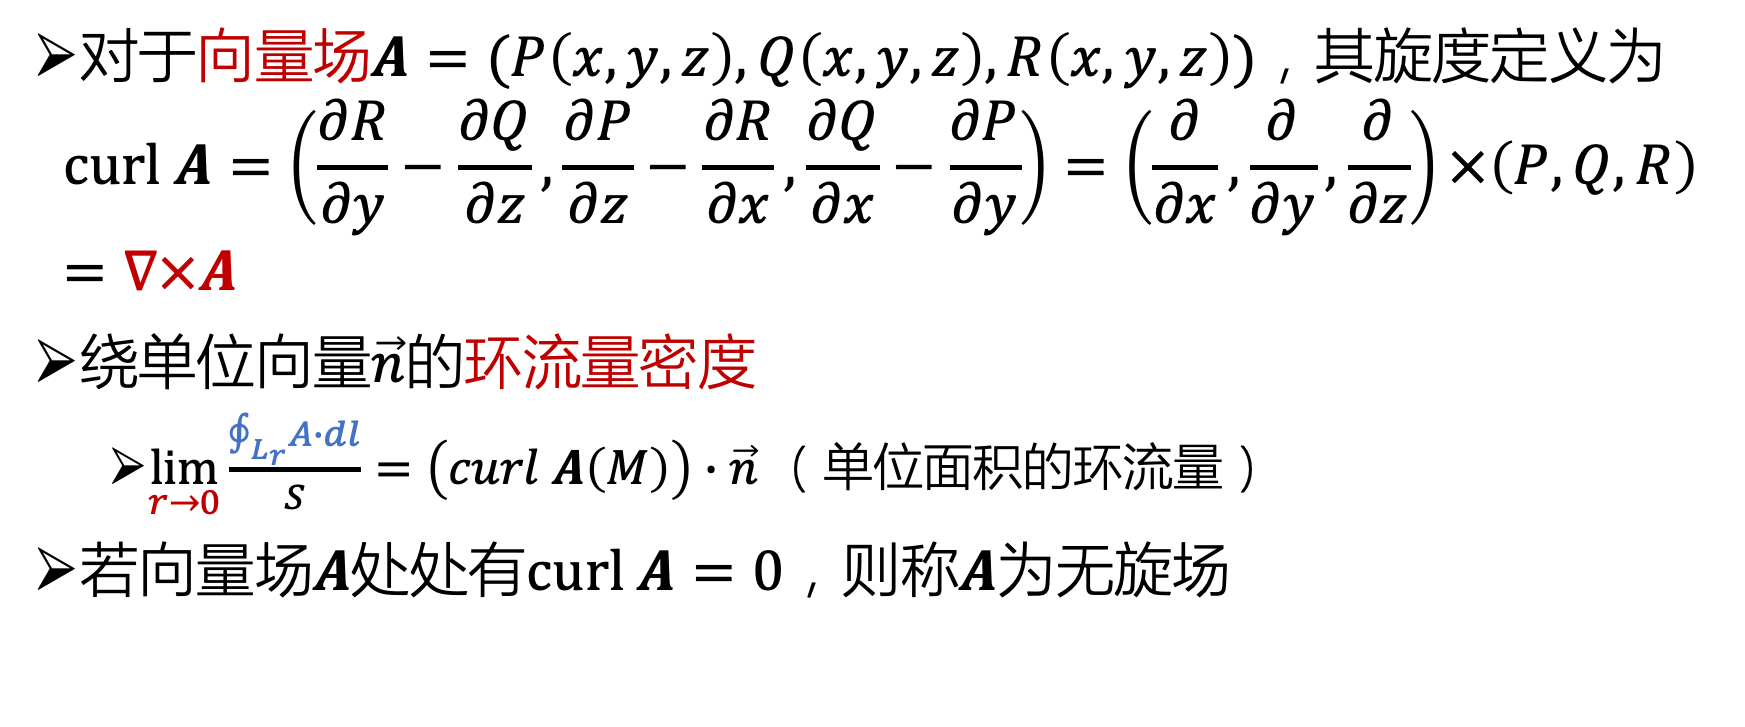 ➢对于向量场A = (P(x, y, z), Q(x, y, z), R(x, y, z))，其旋度定义为
curl A = (∂R/∂y − ∂Q/∂z, ∂P/∂z − ∂R/∂x, ∂Q/∂x − ∂P/∂y) = (∂/∂x, ∂/∂y, ∂/∂z) ×(P, Q, R)
= ∇×A
➢绕单位向量n⃗的环流量密度
➢lim_{r→0} ∮_{L_r} A·dl / s = (curl A(M)) · n⃗（单位面积的环流量）
➢若向量场A处处有curl A = 0，则称A为无旋场